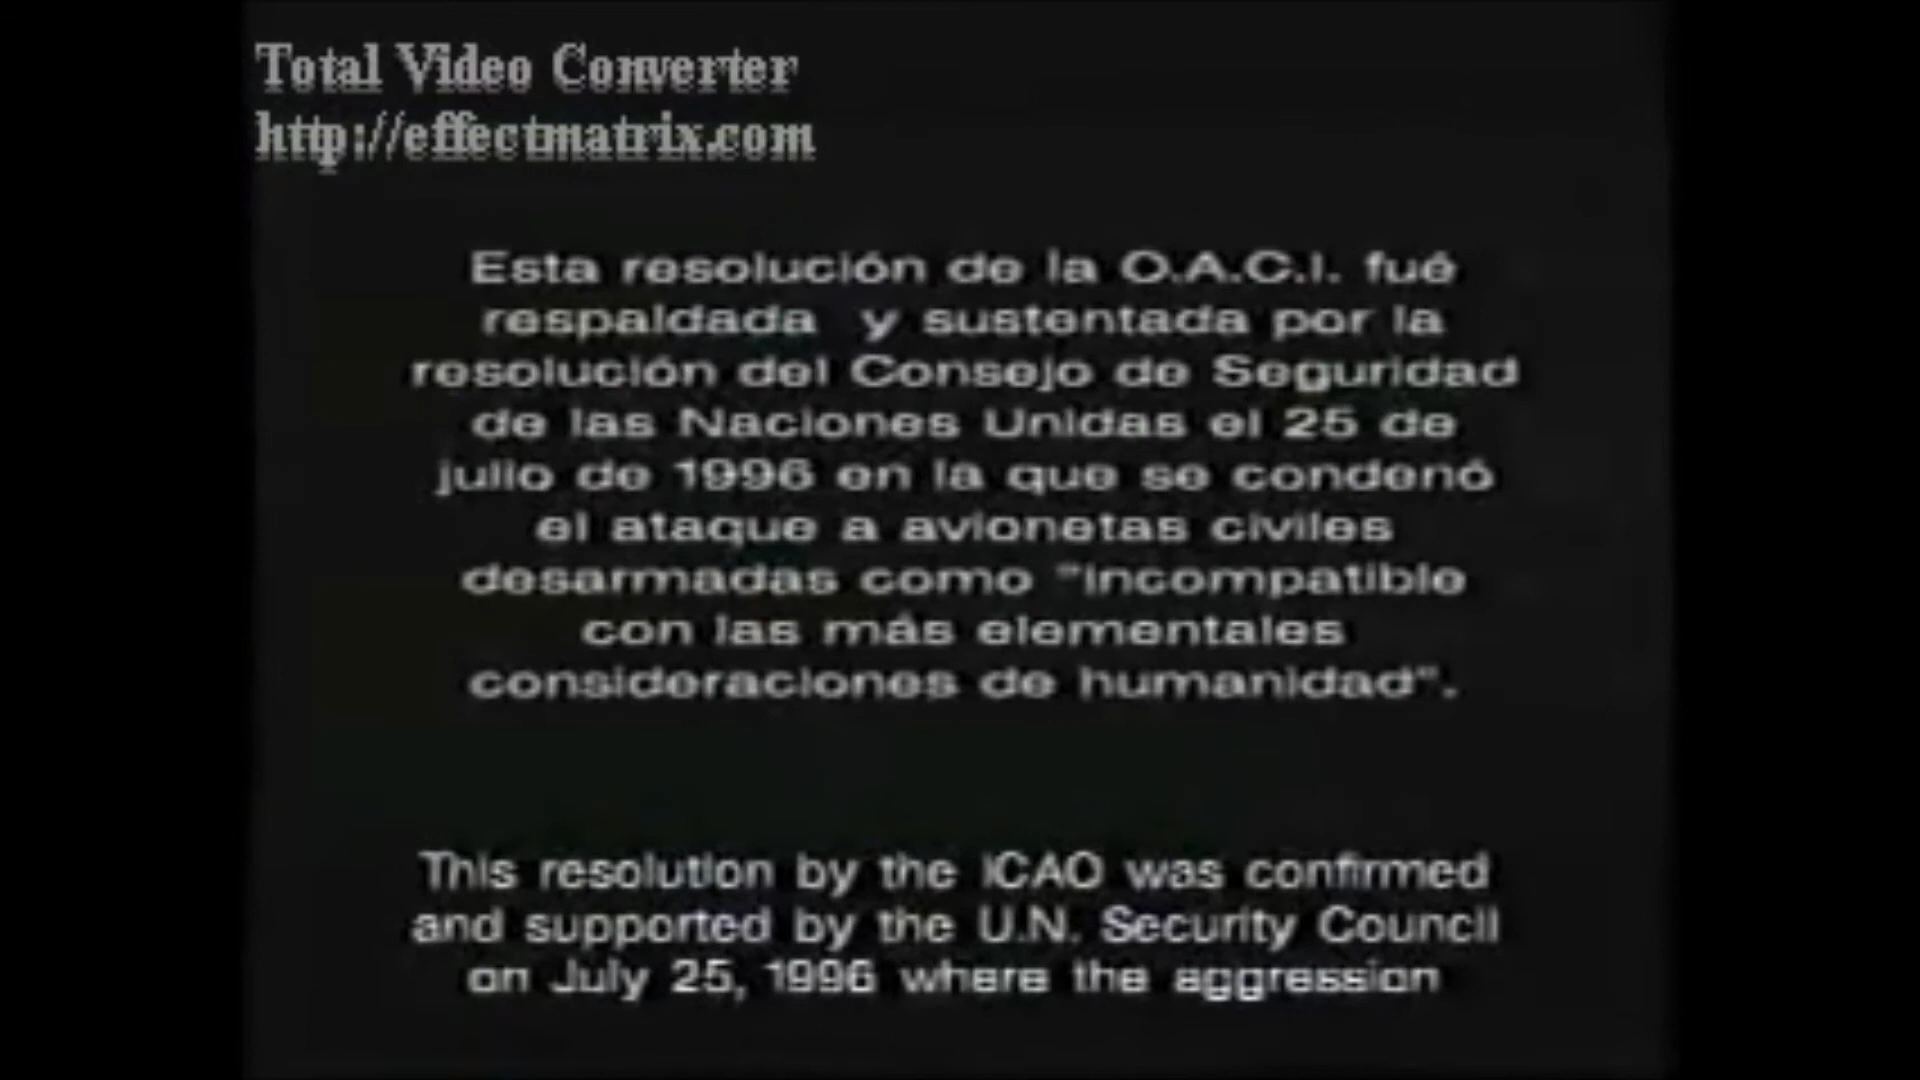 Total Video Converter
http://effectmatrix.com
Esta resolución de la O.A.C.I. fué
respaldada y sustentada por la
resolución del Consejo de Seguridad
de las Naciones Unidas el 25 de
julio de 1996 en la que se condenó
el ataque a avionetas civiles
desarmadas como "incompatible
con las más elementales
consideraciones de humanidad".
This resolution by the ICAO was confirmed
and supported by the U.N. Security Council
on July 25, 1996 where the aggression